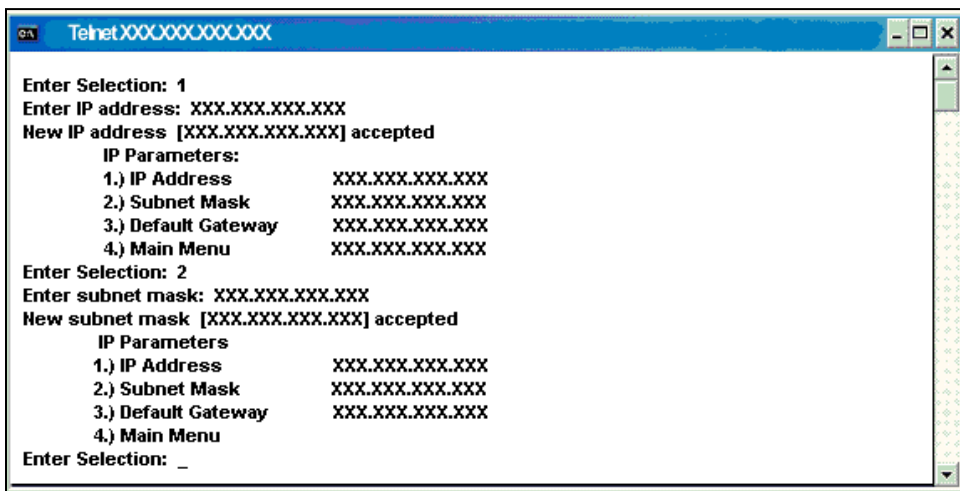 Telnet XXX.XXX.XXX.XXX
Enter Selection: 1
Enter IP address: XXX.XXX.XXX.XXX
New IP address [XXX.XXX.XXX.XXX] accepted
IP Parameters:
1.) IP Address XXX.XXX.XXX.XXX
2.) Subnet Mask XXX.XXX.XXX.XXX
3.) Default Gateway XXX.XXX.XXX.XXX
4.) Main Menu XXX.XXX.XXX.XXX
Enter Selection: 2
Enter subnet mask: XXX.XXX.XXX.XXX
New subnet mask [XXX.XXX.XXX.XXX] accepted
IP Parameters
1.) IP Address XXX.XXX.XXX.XXX
2.) Subnet Mask XXX.XXX.XXX.XXX
3.) Default Gateway XXX.XXX.XXX.XXX
4.) Main Menu
Enter Selection: _